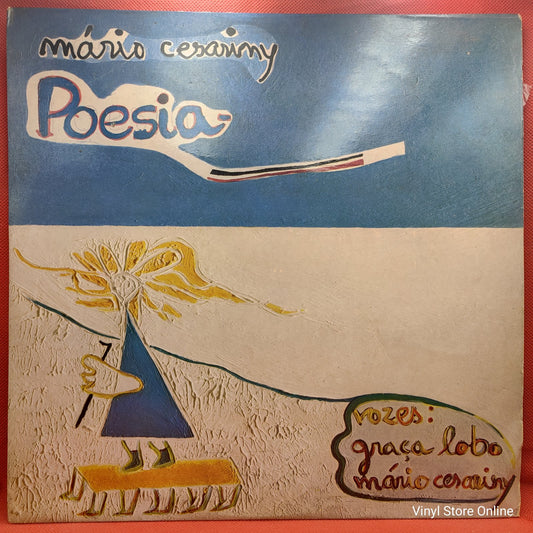 mário cesariny
Poesia
vozes:
graça lobo
mário cesariny
Vinyl Store Online